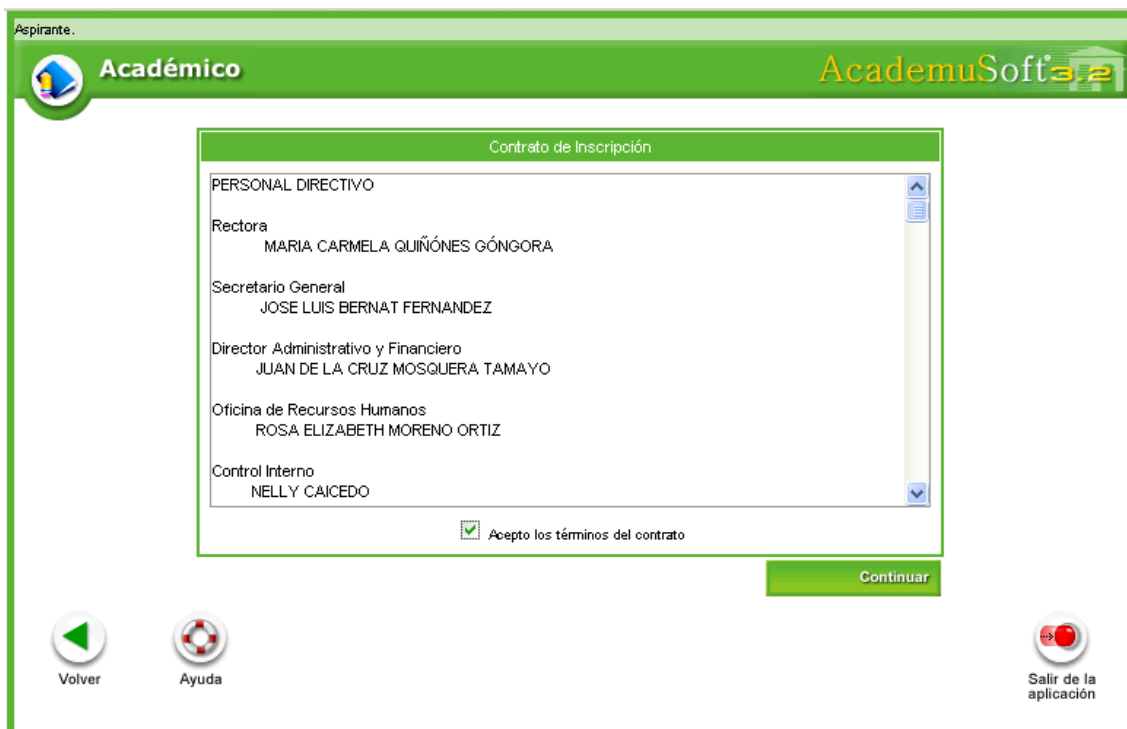 Aspirante.
Académico
AcademuSoft 3.2
Contrato de Inscripción
PERSONAL DIRECTIVO
Rectora
MARIA CARMELA QUIÑÓNES GÓNGORA
Secretario General
JOSE LUIS BERNAT FERNANDEZ
Director Administrativo y Financiero
JUAN DE LA CRUZ MOSQUERA TAMAYO
Oficina de Recursos Humanos
ROSA ELIZABETH MORENO ORTIZ
Control Interno
NELLY CAICEDO
Acepto los términos del contrato
Continuar
Volver
Ayuda
Salir de la
aplicación